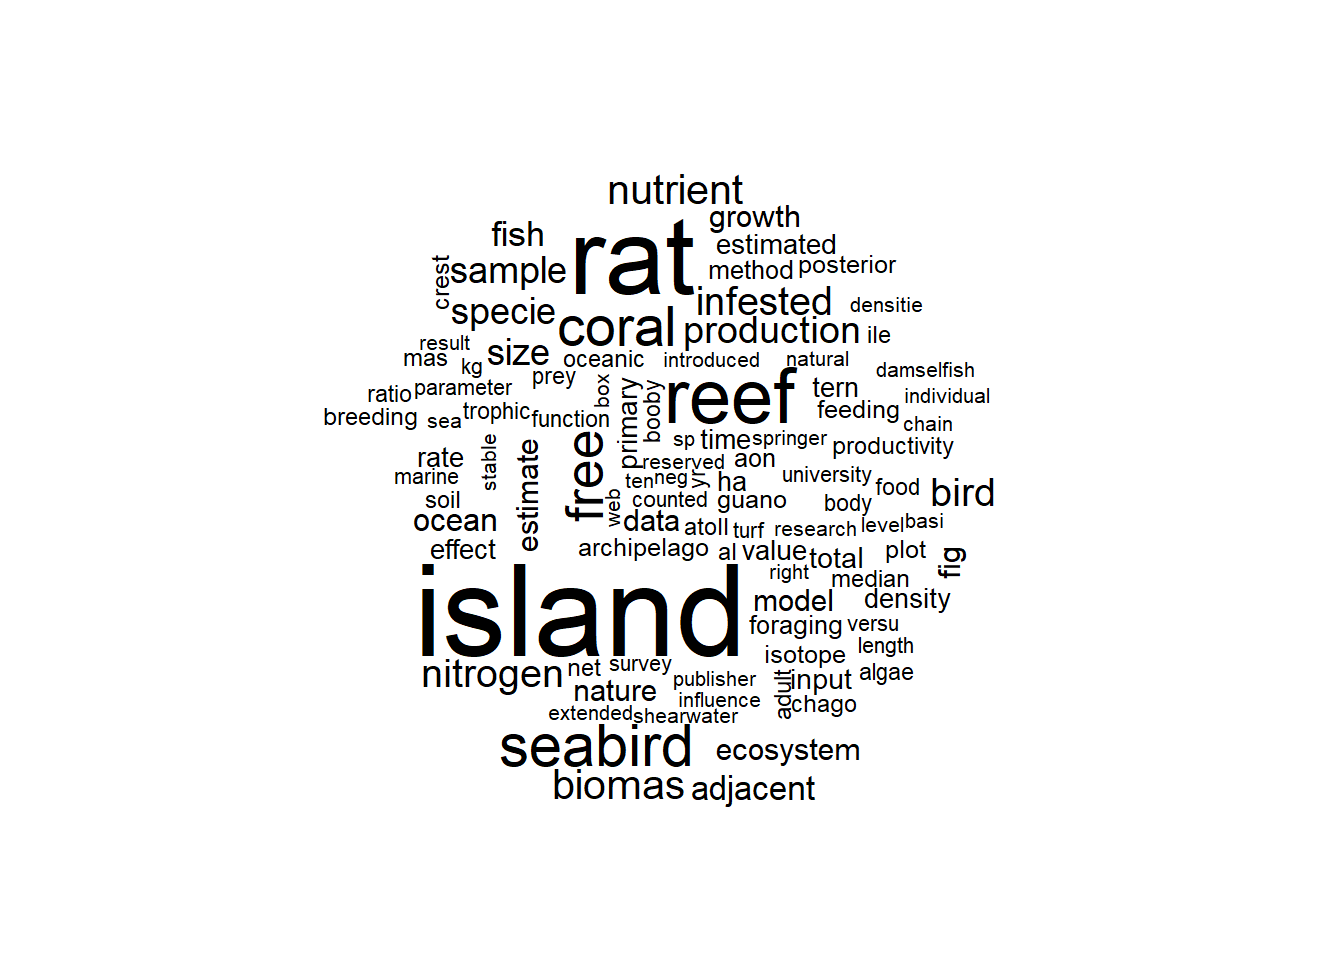 nutrient
growth
fish
rat
estimated
crest
sample
method
posterior
infested
densitie
specie
coral
production
ile
result
mas
size
oceanic
introduced
natural
kg
prey
box
reef
damselfish
ratio
parameter
primary
booby
tern
individual
breeding
sea
trophic
function
feeding
chain
free
sp
time
springer
productivity
rate
stable
estimate
reserved
aon
marine
ten
neg
yr
ha
university
food
bird
soil
web
counted
guano
body
ocean
data
atoll
turf
research
level
basi
effect
archipelago
al
value
total
plot
fig
island
right
median
model
density
foraging
versu
isotope
length
nitrogen
net
survey
publisher
adult
input
algae
nature
influence
chago
extended
shearwater
seabird
ecosystem
biomas
adjacent